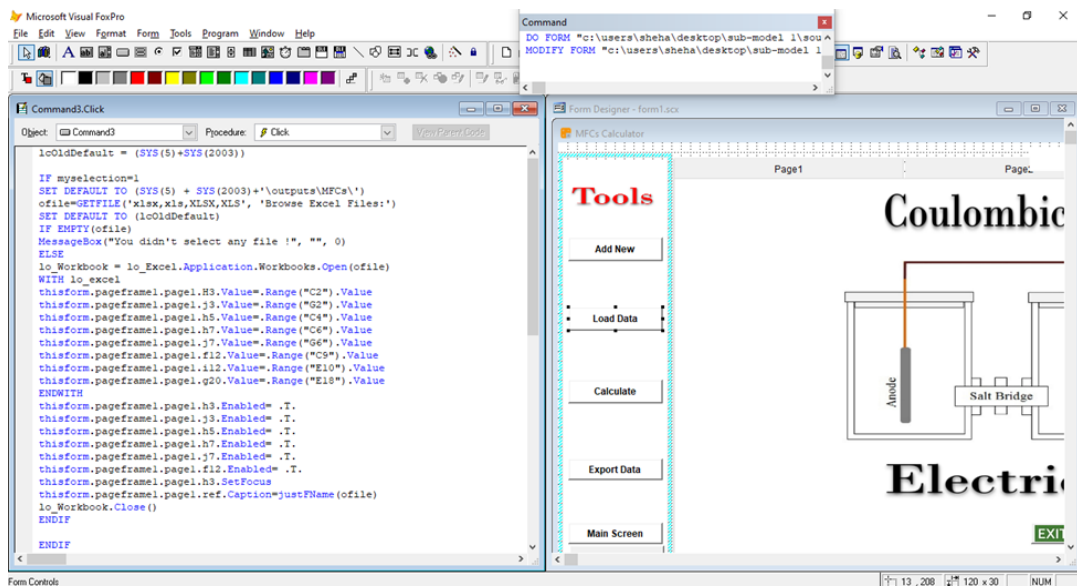 Microsoft Visual FoxPro
File Edit View Format Form Tools Program Window Help
Command
DO FORM "c:\users\sheha\desktop\sub-model 1\sou
MODIFY FORM "c:\users\sheha\desktop\sub-model 1
Command3.Click
Object: Command3 Procedure: Click View Parent Code
lcOldDefault = (SYS(5)+SYS(2003))
IF myselection=1
SET DEFAULT TO (SYS(5) + SYS(2003)+'\outputs\MFCs\')
ofile=GETFILE('xlsx,xls,XLSX,XLS', 'Browse Excel Files:')
SET DEFAULT TO (lcOldDefault)
IF EMPTY(ofile)
MessageBox("You didn't select any file !", "", 0)
ELSE
lo_Workbook = lo_Excel.Application.Workbooks.Open(ofile)
WITH lo_excel
thisform.pageframe1.page1.H3.Value=.Range("C2").Value
thisform.pageframe1.page1.j3.Value=.Range("G2").Value
thisform.pageframe1.page1.h5.Value=.Range("C4").Value
thisform.pageframe1.page1.h7.Value=.Range("C6").Value
thisform.pageframe1.page1.j7.Value=.Range("G6").Value
thisform.pageframe1.page1.f12.Value=.Range("C9").Value
thisform.pageframe1.page1.i12.Value=.Range("E10").Value
thisform.pageframe1.page1.g20.Value=.Range("E18").Value
ENDWITH
thisform.pageframe1.page1.h3.Enabled= .T.
thisform.pageframe1.page1.j3.Enabled= .T.
thisform.pageframe1.page1.h5.Enabled= .T.
thisform.pageframe1.page1.h7.Enabled= .T.
thisform.pageframe1.page1.j7.Enabled= .T.
thisform.pageframe1.page1.f12.Enabled= .T.
thisform.pageframe1.page1.h3.SetFocus
thisform.pageframe1.page1.ref.Caption=justFName(ofile)
lo_Workbook.Close()
ENDIF
ENDIF
Form Designer - form1.scx
MFCs Calculator
Page1
Tools
Add New
Load Data
Calculate
Export Data
Main Screen
Coulombic
Anode
Salt Bridge
Electri
EXIT
Form Controls
13 , 208 120 x 30 NUM